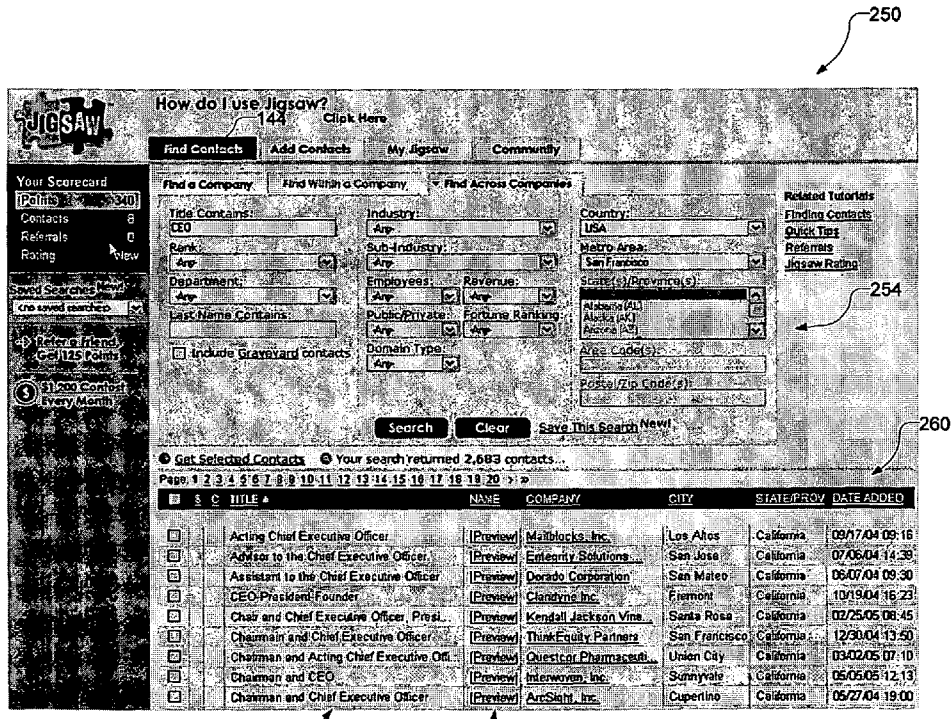 250
JIGSAW
How do I use Jigsaw?
144
Click Here
Find Contacts Add Contacts My Jigsaw Community
Your Scorecard
Points 340
Contacts 8
Referrals 0
Rating View
Saved Searches New!
<no saved searches>
Refer a Friend
Get 125 Points
$1,200 Contest
Every Month
Find a Company Find Within a Company Find Across Companies
Title Contains:
CEO
Rank:
-Any-
Department:
-Any-
Last Name Contains:
Include Graveyard contacts
Industry:
-Any-
Sub-Industry:
-Any-
Employees: Revenue:
-Any- -Any-
Public/Private: Fortune Ranking:
-Any- -Any-
Domain Type:
-Any-
Country:
USA
Metro Area:
San Francisco
State(s)/Province(s):
Alabama (AL)
Alaska (AK)
Arizona (AZ)
Area Code(s):
Postal/Zip Code(s):
Related Tutorials
Finding Contacts
Quick Tips
Referrals
Jigsaw Rating
254
Search Clear Save This Search New!
260
Get Selected Contacts Your search returned 2,683 contacts...
Page: 1 2 3 4 5 6 7 8 9 10 11 12 13 14 15 16 17 18 19 20 > »
S C TITLE NAME COMPANY CITY STATE/PROV DATE ADDED
Acting Chief Executive Officer [Preview] Mailblocks, Inc. Los Altos California 09/17/04 09:16
Advisor to the Chief Executive Officer [Preview] Entegrity Solutions San Jose California 07/06/04 14:39
Assistant to the Chief Executive Officer [Preview] Dorado Corporation San Mateo California 06/07/04 09:30
CEO-President-Founder [Preview] Clandyne Inc. Fremont California 10/19/04 16:23
Chair and Chief Executive Officer, Presi... [Preview] Kendall Jackson Vine... Santa Rosa California 02/25/05 08:45
Chairmain and Chief Executive Officer [Preview] ThinkEquity Partners San Francisco California 12/30/04 13:50
Chairman and Acting Chief Executive Offi... [Preview] Questcor Pharmaceuti... Union City California 03/02/05 07:10
Chairman and CEO [Preview] Interwoven, Inc. Sunnyvale California 05/05/05 12:13
Chairman and Chief Executive Officer [Preview] ArcSight, Inc. Cupertino California 05/27/04 19:00